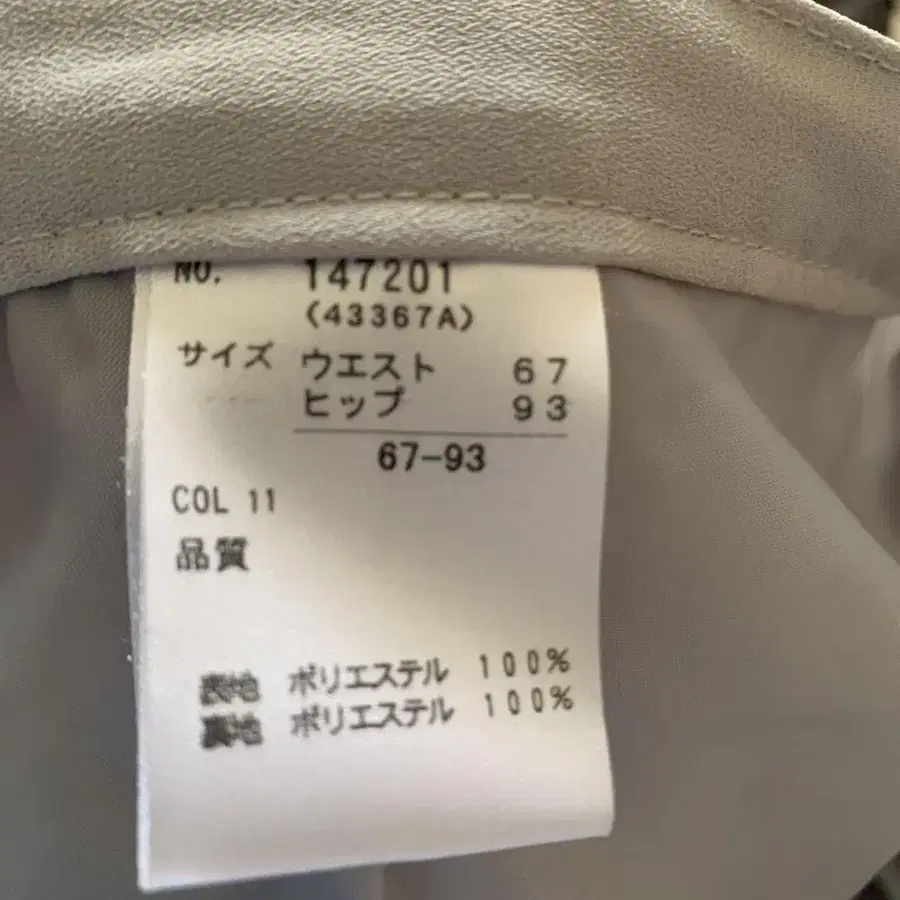 NO. 147201
(43367A)
サイズ ウエスト 67
ヒップ 93
67-93
COL 11
品質
表地 ポリエステル 100%
裏地 ポリエステル 100%